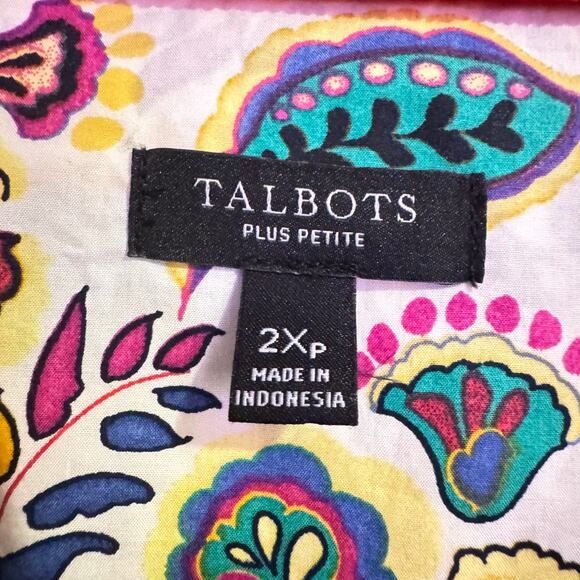 TALBOTS
PLUS PETITE
2XP
MADE IN
INDONESIA